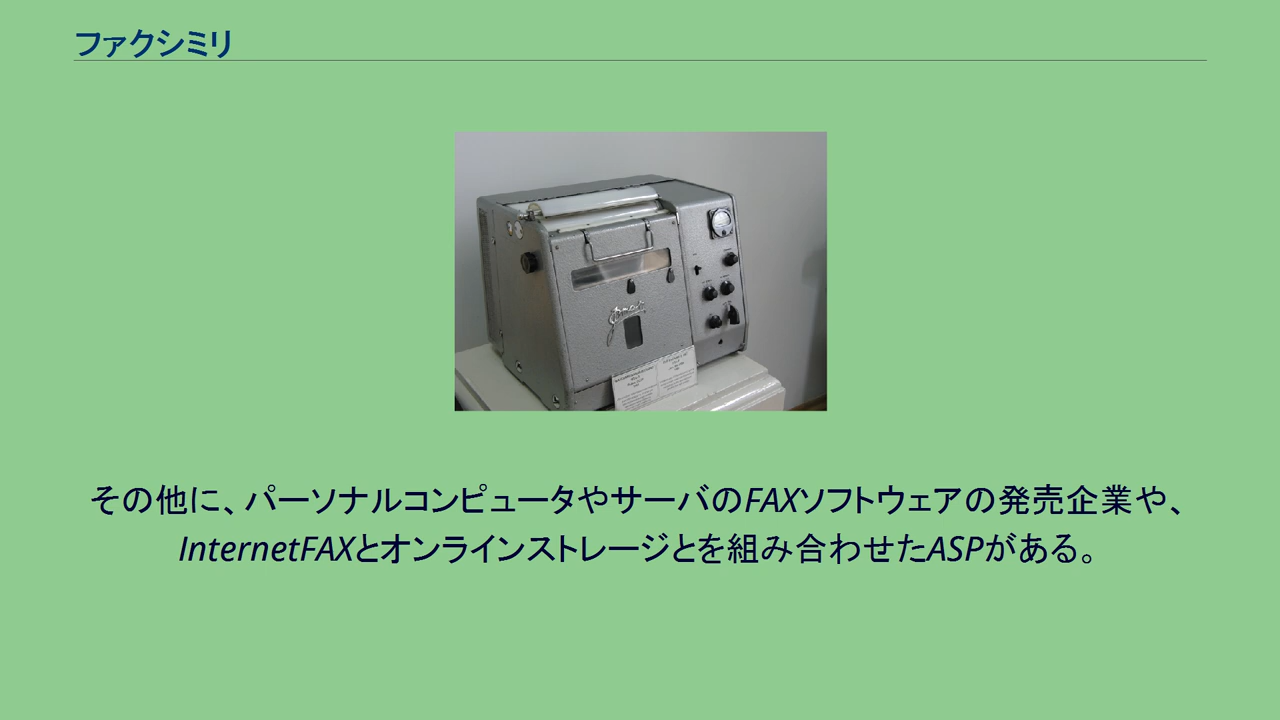 ファクシミリ
その他に、パーソナルコンピュータやサーバのFAXソフトウェアの発売企業や、
InternetFAXとオンラインストレージとを組み合わせたASPがある。